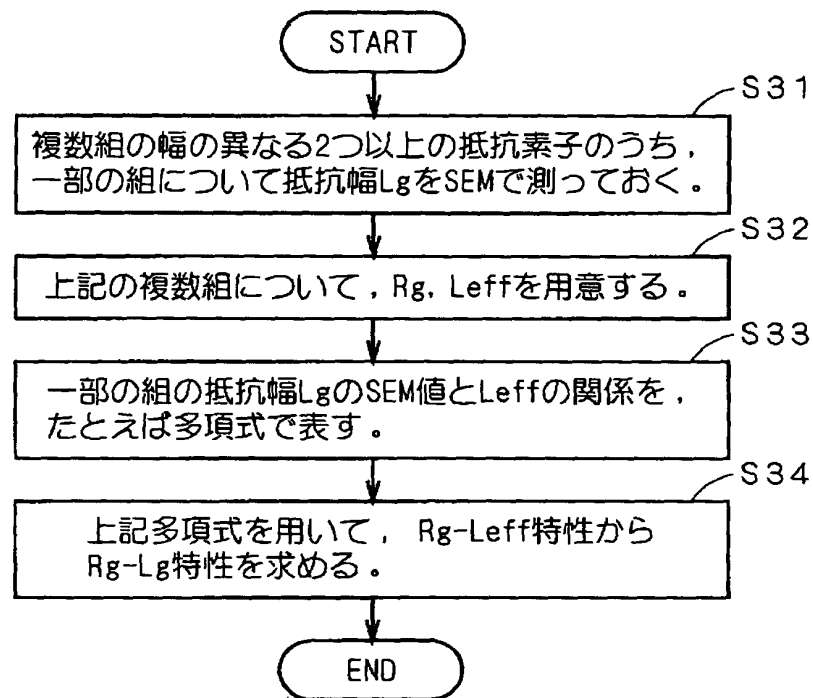 START
S31
複数組の幅の異なる2つ以上の抵抗素子のうち,
一部の組について抵抗幅LgをSEMで測っておく。
S32
上記の複数組について,Rg, Leffを用意する。
S33
一部の組の抵抗幅LgのSEM値とLeffの関係を,
たとえば多項式で表す。
S34
上記多項式を用いて, Rg-Leff特性から
Rg-Lg特性を求める。
END